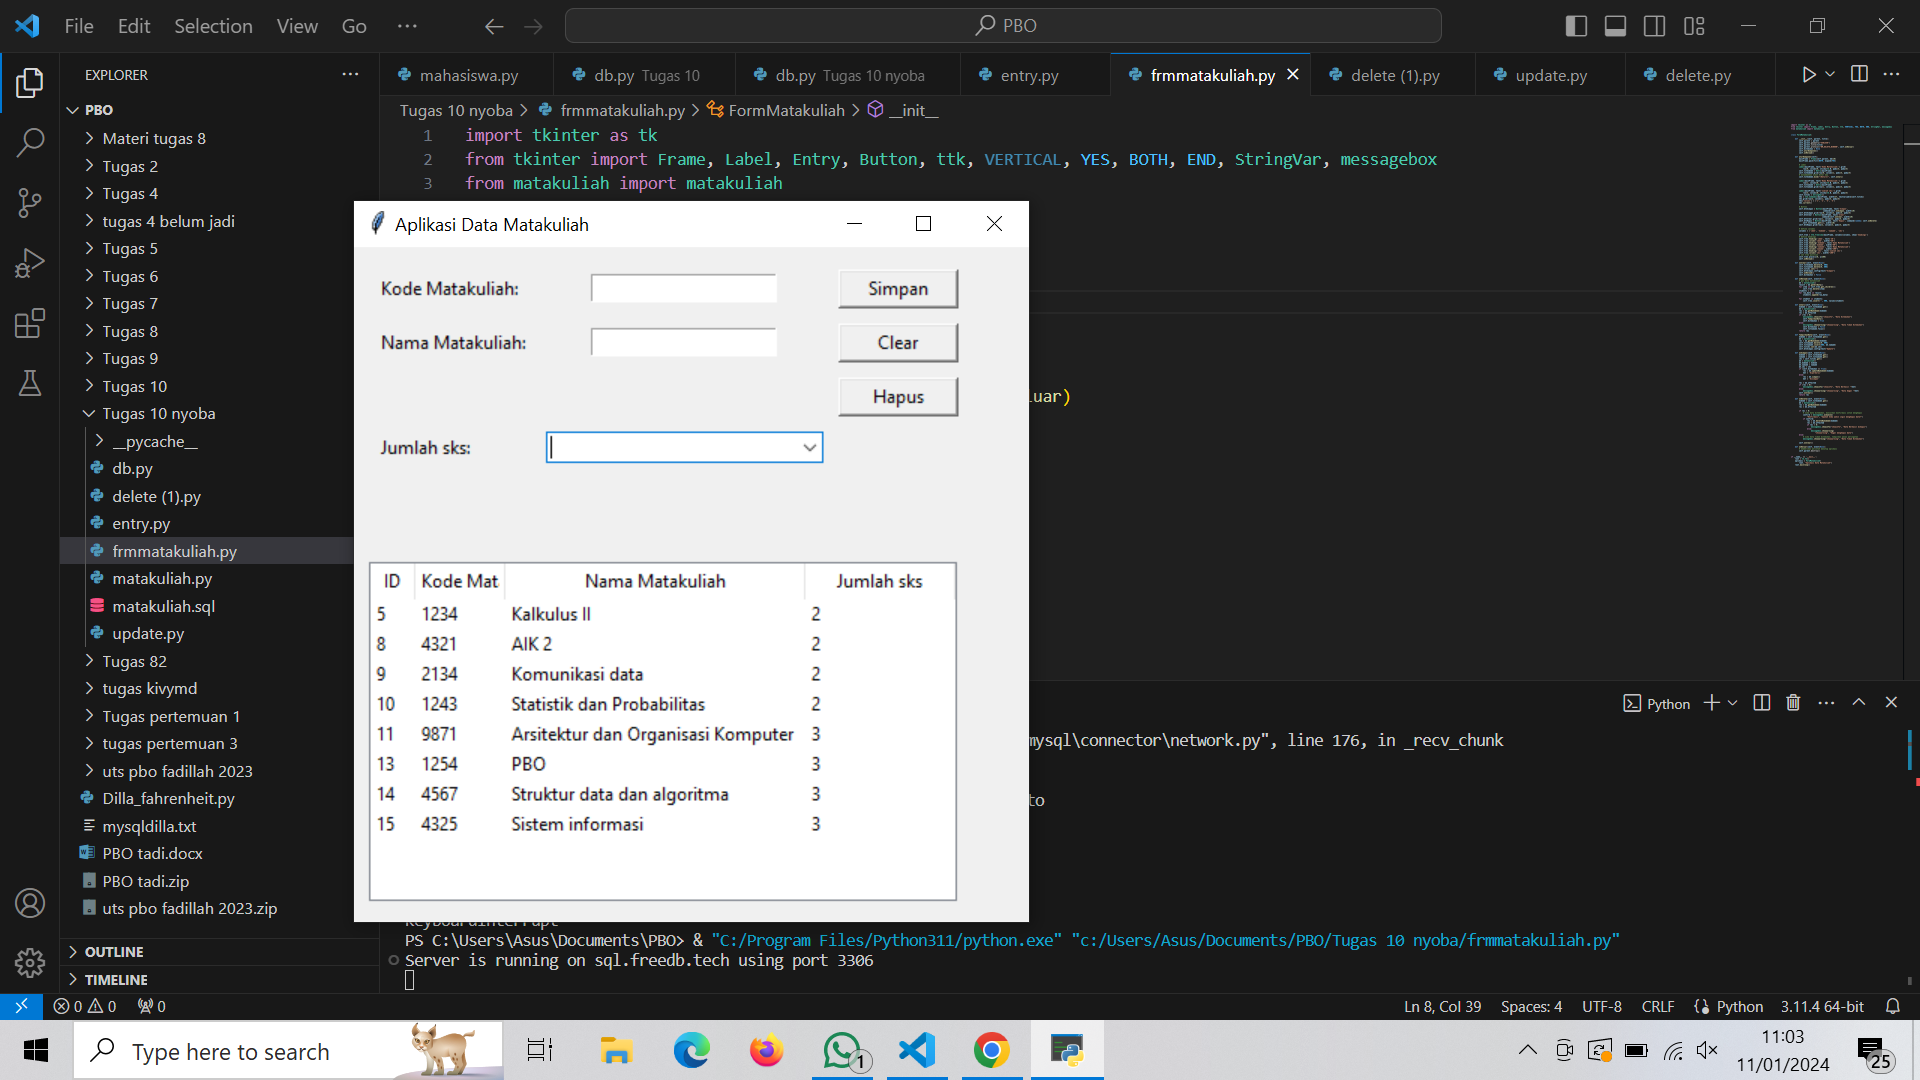 File Edit Selection View Go ··· PBO
EXPLORER ···
PBO
Materi tugas 8
Tugas 2
Tugas 4
tugas 4 belum jadi
Tugas 5
Tugas 6
Tugas 7
Tugas 8
Tugas 9
Tugas 10
Tugas 10 nyoba
__pycache__
db.py
delete (1).py
entry.py
frmmatakuliah.py
matakuliah.py
matakuliah.sql
update.py
Tugas 82
tugas kivymd
Tugas pertemuan 1
tugas pertemuan 3
uts pbo fadillah 2023
Dilla_fahrenheit.py
mysqldilla.txt
PBO tadi.docx
PBO tadi.zip
uts pbo fadillah 2023.zip
OUTLINE
TIMELINE
mahasiswa.py db.py Tugas 10 db.py Tugas 10 nyoba entry.py frmmatakuliah.py delete (1).py update.py delete.py
Tugas 10 nyoba > frmmatakuliah.py > FormMatakuliah > __init__
1 import tkinter as tk
2 from tkinter import Frame, Label, Entry, Button, ttk, VERTICAL, YES, BOTH, END, StringVar, messagebox
3 from matakuliah import matakuliah
luar)
Aplikasi Data Matakuliah
Kode Matakuliah: Simpan
Nama Matakuliah: Clear
Hapus
Jumlah sks:
ID Kode Mat Nama Matakuliah Jumlah sks
5 1234 Kalkulus II 2
8 4321 AIK 2 2
9 2134 Komunikasi data 2
10 1243 Statistik dan Probabilitas 2
11 9871 Arsitektur dan Organisasi Komputer 3
13 1254 PBO 3
14 4567 Struktur data dan algoritma 3
15 4325 Sistem informasi 3
Python
mysql\connector\network.py", line 176, in _recv_chunk
to
KeyboardInterrupt
PS C:\Users\Asus\Documents\PBO> & "C:/Program Files/Python311/python.exe" "c:/Users/Asus/Documents/PBO/Tugas 10 nyoba/frmmatakuliah.py"
Server is running on sql.freedb.tech using port 3306
0 0 0 Ln 8, Col 39 Spaces: 4 UTF-8 CRLF Python 3.11.4 64-bit
Type here to search 1 11:03
11/01/2024 25